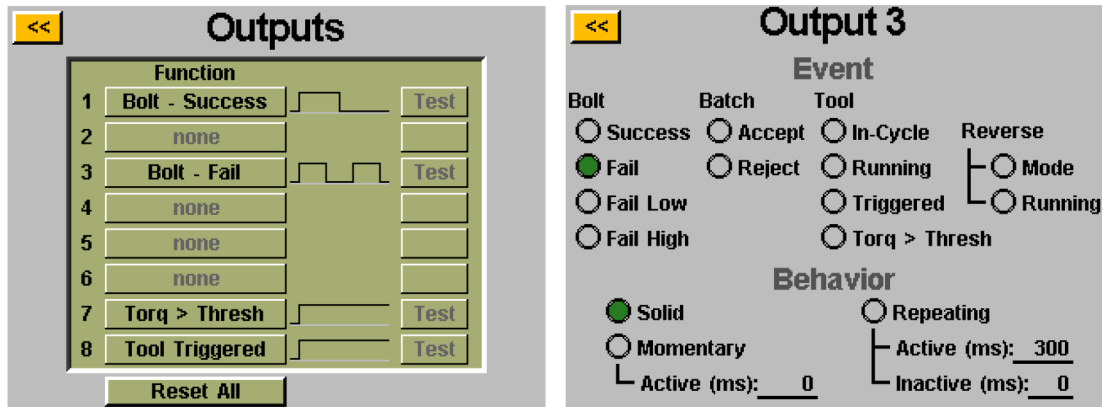 << Outputs
Function
1 Bolt - Success Test
2 none
3 Bolt - Fail Test
4 none
5 none
6 none
7 Torq > Thresh Test
8 Tool Triggered Test
Reset All
<< Output 3
Event
Bolt Batch Tool
Success Accept In-Cycle Reverse
Fail Reject Running Mode
Fail Low Triggered Running
Fail High Torq > Thresh
Behavior
Solid Repeating
Momentary Active (ms): 300
Active (ms): 0 Inactive (ms): 0